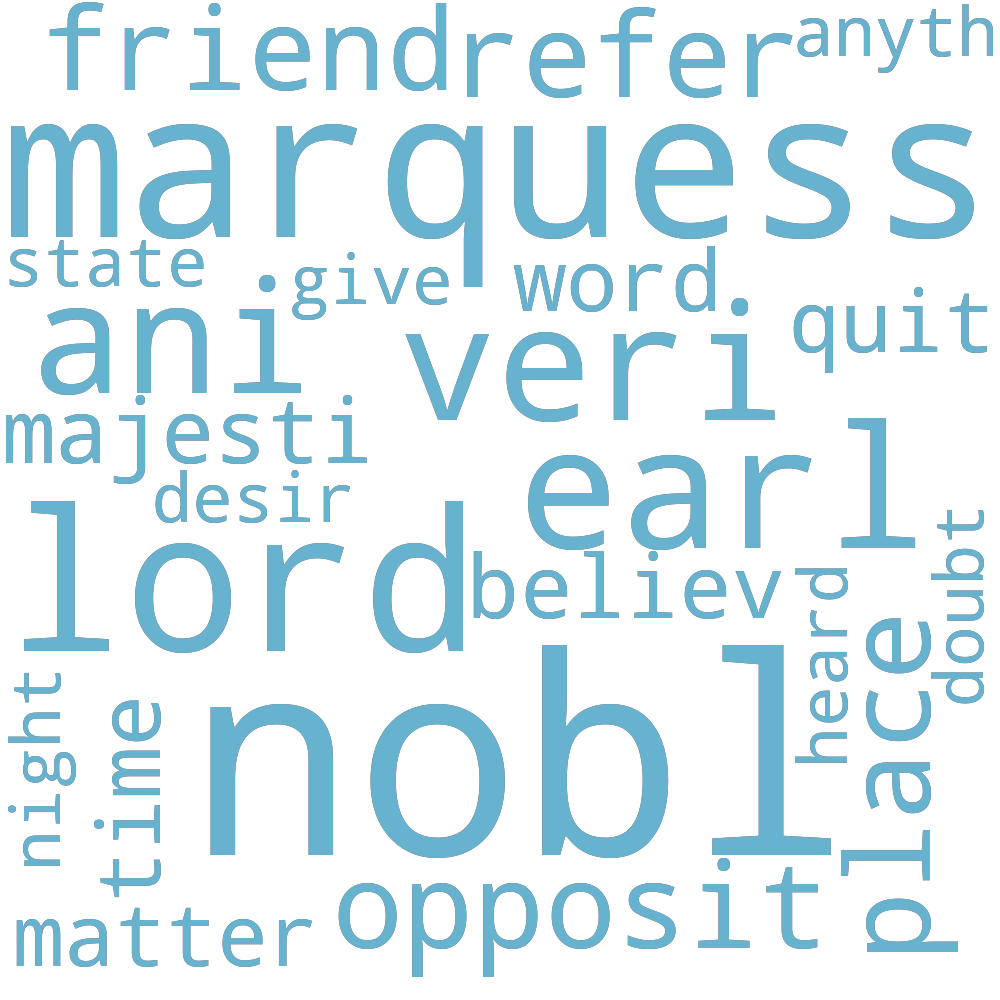 friend refer anyth
marquess
state give word
ani veri quit
majesti
desir earl
lord believ
heard doubt
night time nobl place
matter opposit